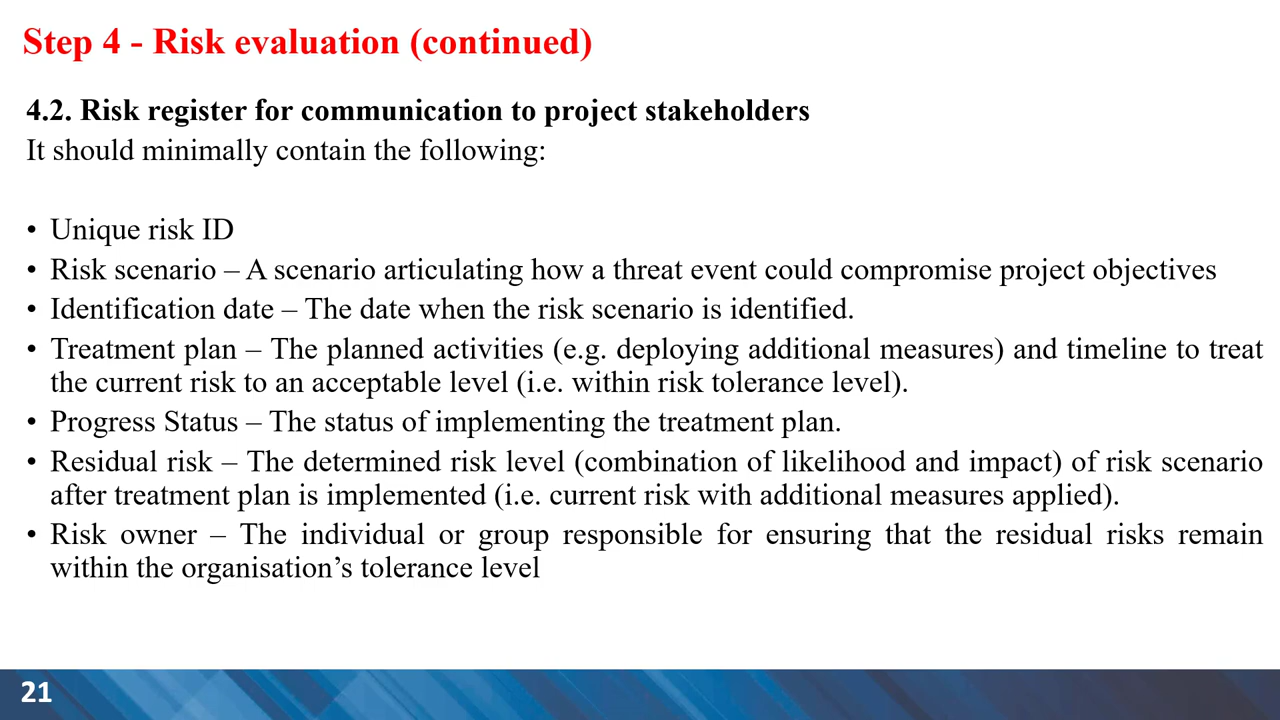 Step 4 - Risk evaluation (continued)
4.2. Risk register for communication to project stakeholders
It should minimally contain the following:
• Unique risk ID
• Risk scenario – A scenario articulating how a threat event could compromise project objectives
• Identification date – The date when the risk scenario is identified.
• Treatment plan – The planned activities (e.g. deploying additional measures) and timeline to treat
the current risk to an acceptable level (i.e. within risk tolerance level).
• Progress Status – The status of implementing the treatment plan.
• Residual risk – The determined risk level (combination of likelihood and impact) of risk scenario
after treatment plan is implemented (i.e. current risk with additional measures applied).
• Risk owner – The individual or group responsible for ensuring that the residual risks remain
within the organisation’s tolerance level
21